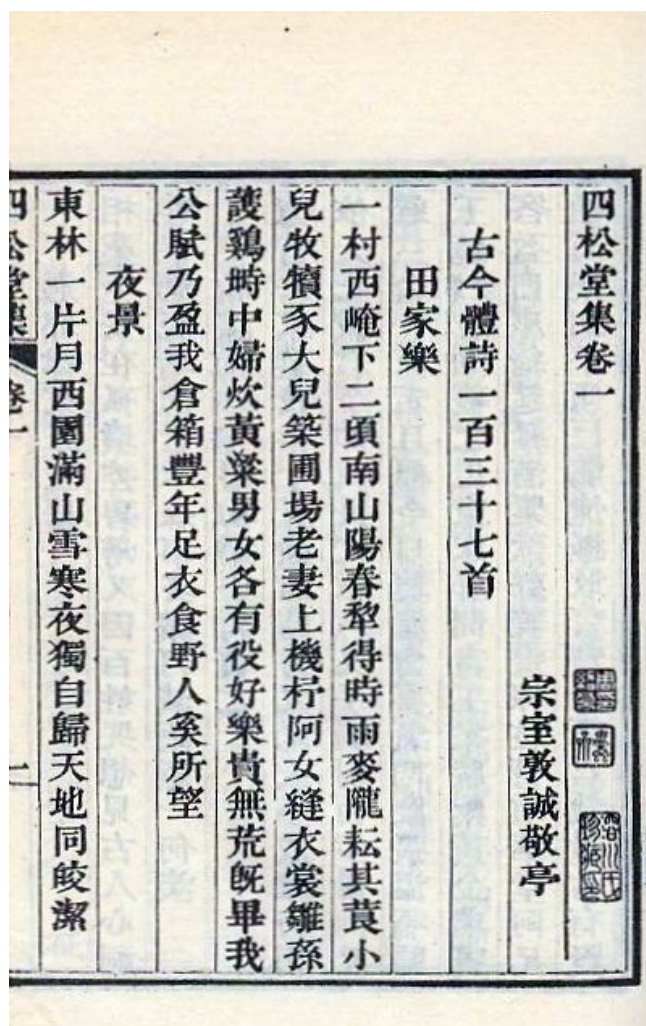 四松堂集卷一
宗室敦誠敬亭
古今體詩一百三十七首
田家樂
一村西崦下二頃南山陽春犂得時雨麥隴耘其莨小
兒牧犢豕大兒築圃場老妻上機杼阿女縫衣裳雛孫
護鷄塒中婦炊黃粱男女各有役好樂貴無荒旣畢我
公賦乃盈我倉箱豐年足衣食野人奚所望
夜景
東林一片月西園滿山雪寒夜獨自歸天地同皎潔
四松堂集 卷一 一